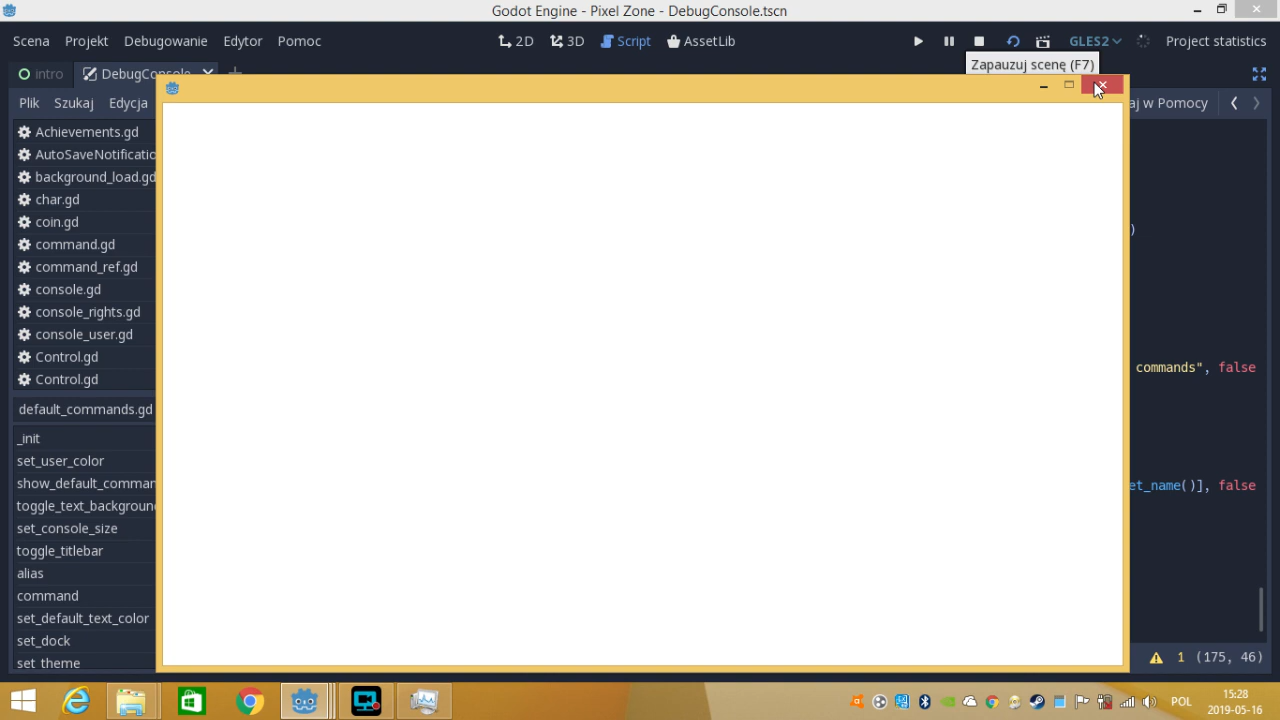 Godot Engine - Pixel Zone - DebugConsole.tscn
Scena Projekt Debugowanie Edytor Pomoc 2D 3D Script AssetLib GLES2 Project statistics
Zapauzuj scenę (F7)
intro DebugConsole
Plik Szukaj Edycja aj w Pomocy
Achievements.gd
AutoSaveNotificatio
background_load.gd
char.gd
coin.gd
)
command.gd
command_ref.gd
console.gd
console_rights.gd
console_user.gd
Control.gd
commands", false
Control.gd
default_commands.gd
_init
set_user_color
show_default_comman
et_name()], false
toggle_text_background
set_console_size
toggle_titlebar
alias
command
set_default_text_color
set_dock
set_theme
1 (175, 46)
POL
15:28
2019-05-16